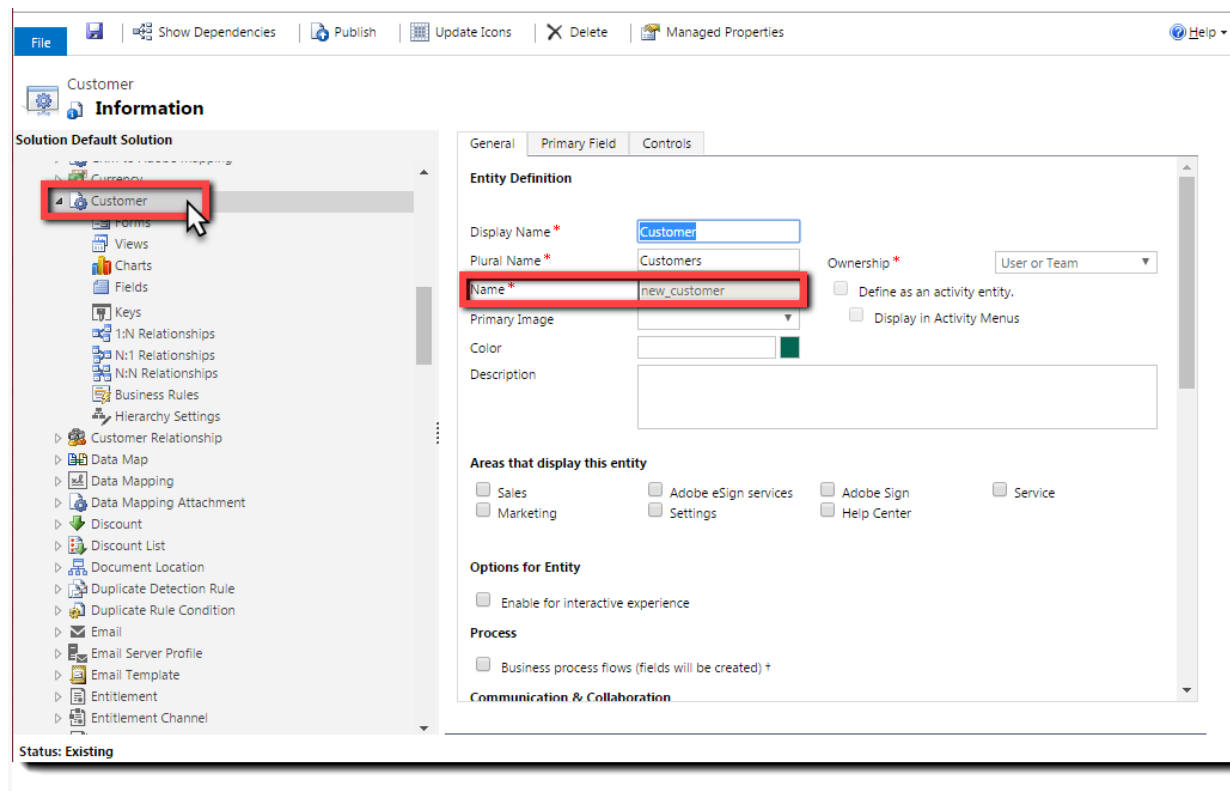 File Show Dependencies Publish Update Icons Delete Managed Properties Help
Customer
Information
Solution Default Solution
Currency
Customer
Forms
Views
Charts
Fields
Keys
1:N Relationships
N:1 Relationships
N:N Relationships
Business Rules
Hierarchy Settings
Customer Relationship
Data Map
Data Mapping
Data Mapping Attachment
Discount
Discount List
Document Location
Duplicate Detection Rule
Duplicate Rule Condition
Email
Email Server Profile
Email Template
Entitlement
Entitlement Channel
General Primary Field Controls
Entity Definition
Display Name * Customer
Plural Name * Customers Ownership * User or Team
Name * new_customer Define as an activity entity.
Primary Image Display in Activity Menus
Color
Description
Areas that display this entity
Sales Adobe eSign services Adobe Sign Service
Marketing Settings Help Center
Options for Entity
Enable for interactive experience
Process
Business process flows (fields will be created) †
Communication & Collaboration
Status: Existing